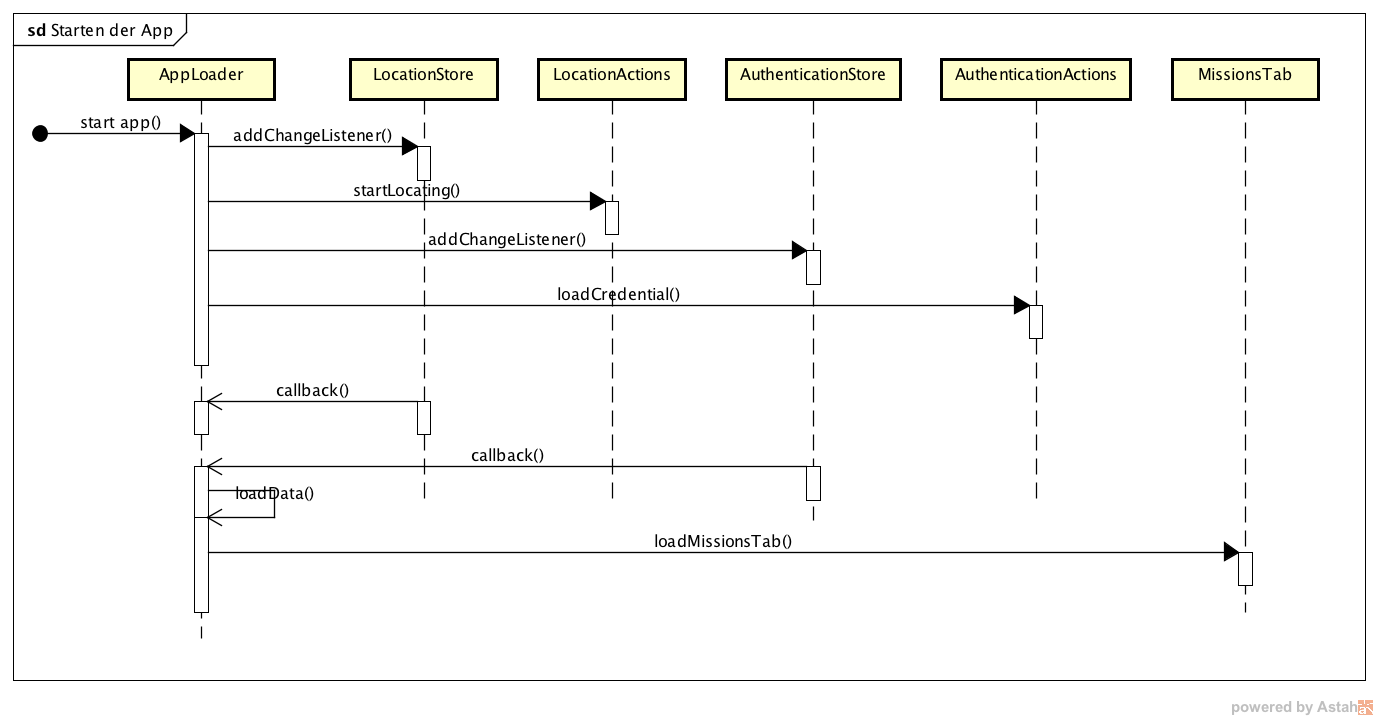 sd Starten der App
AppLoader
LocationStore
LocationActions
AuthenticationStore
AuthenticationActions
MissionsTab
start app()
addChangeListener()
startLocating()
addChangeListener()
loadCredential()
callback()
callback()
loadData()
loadMissionsTab()
powered by Astah